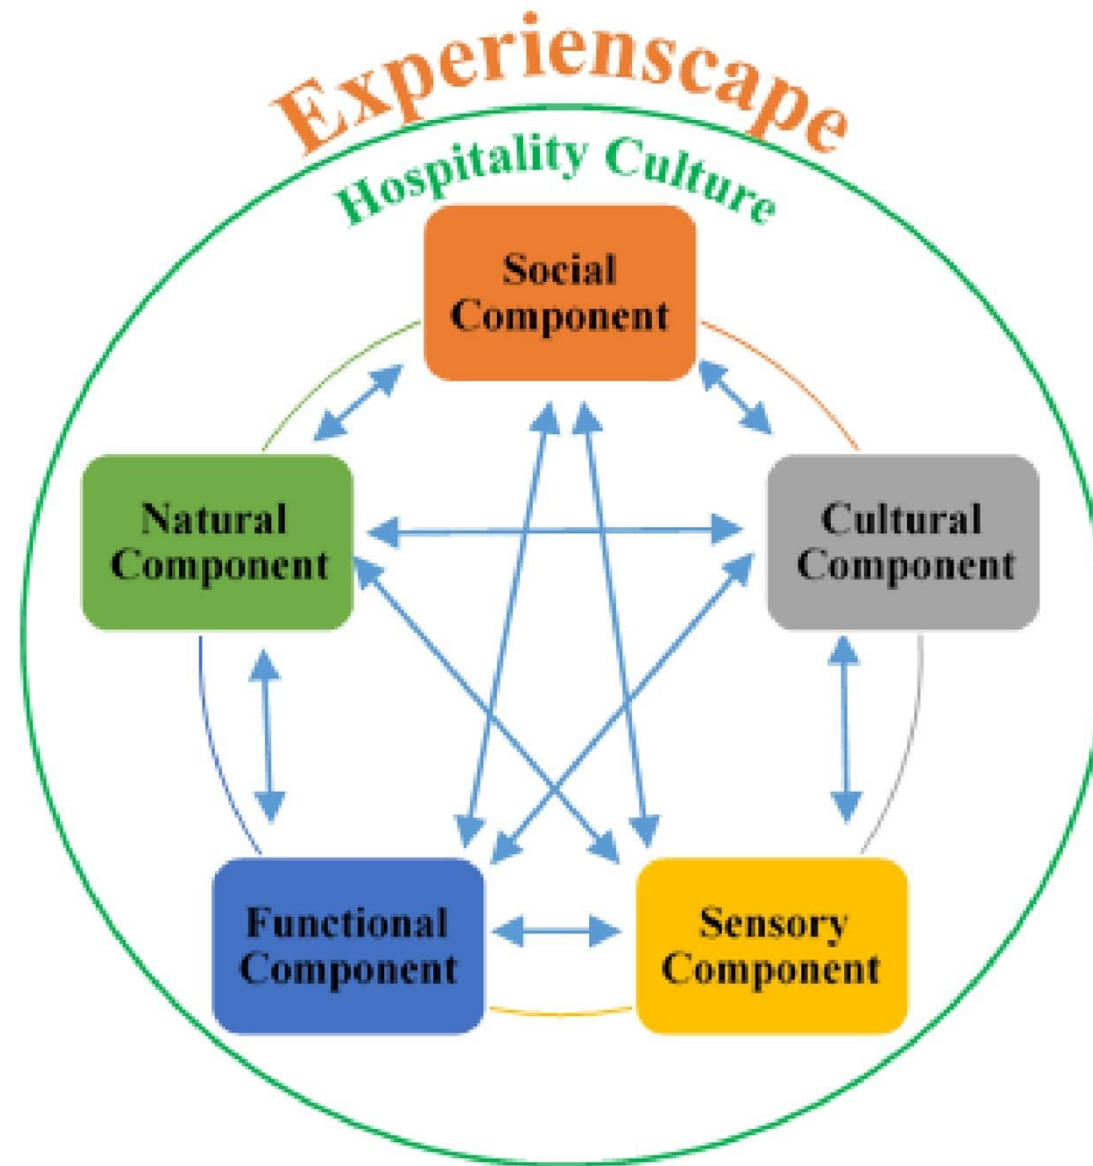 Experienscape
Hospitality Culture
Social
Component
Natural
Component
Cultural
Component
Functional
Component
Sensory
Component